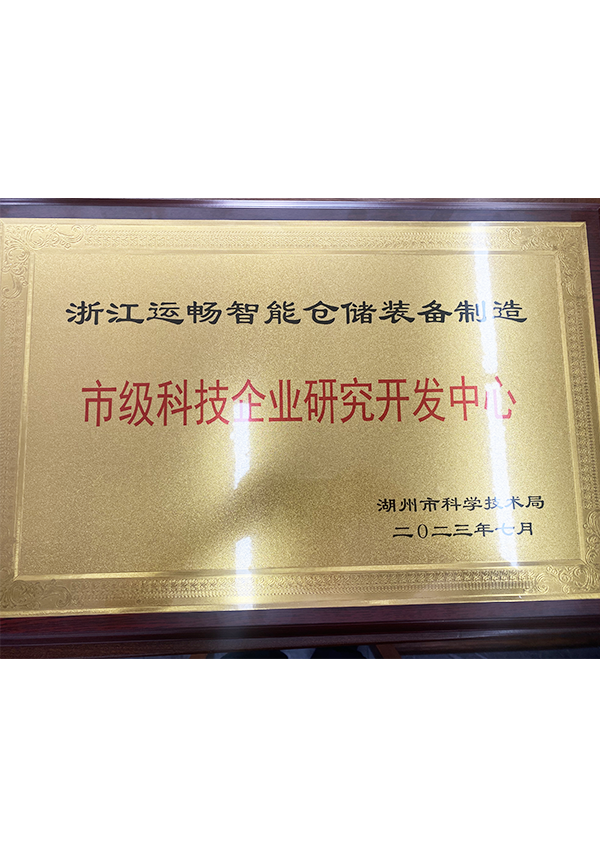 浙江运畅智能仓储装备制造
市级科技企业研究开发中心
湖州市科学技术局
二〇二三年七月